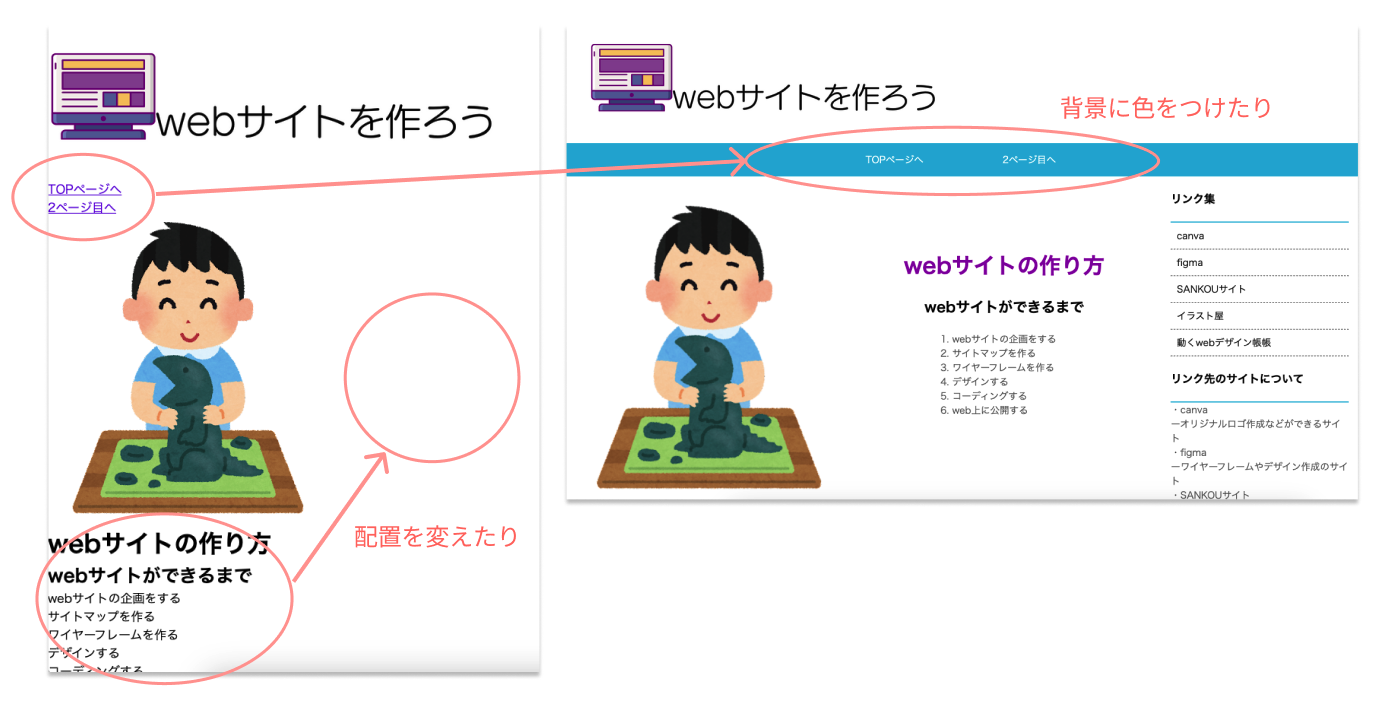 webサイトを作ろう
TOPページへ
2ページ目へ
配置を変えたり
webサイトの作り方
webサイトができるまで
webサイトの企画をする
サイトマップを作る
ワイヤーフレームを作る
デザインする
コーディングする
webサイトを作ろう
背景に色をつけたり
TOPページへ
2ページ目へ
webサイトの作り方
webサイトができるまで
1. webサイトの企画をする
2. サイトマップを作る
3. ワイヤーフレームを作る
4. デザインする
5. コーディングする
6. web上に公開する
リンク集
canva
figma
SANKOUサイト
イラスト屋
動くwebデザイン帳帳
リンク先のサイトについて
・canva
ーオリジナルロゴ作成などができるサイ
ト
・figma
ーワイヤーフレームやデザイン作成のサイ
ト
・SANKOUサイト